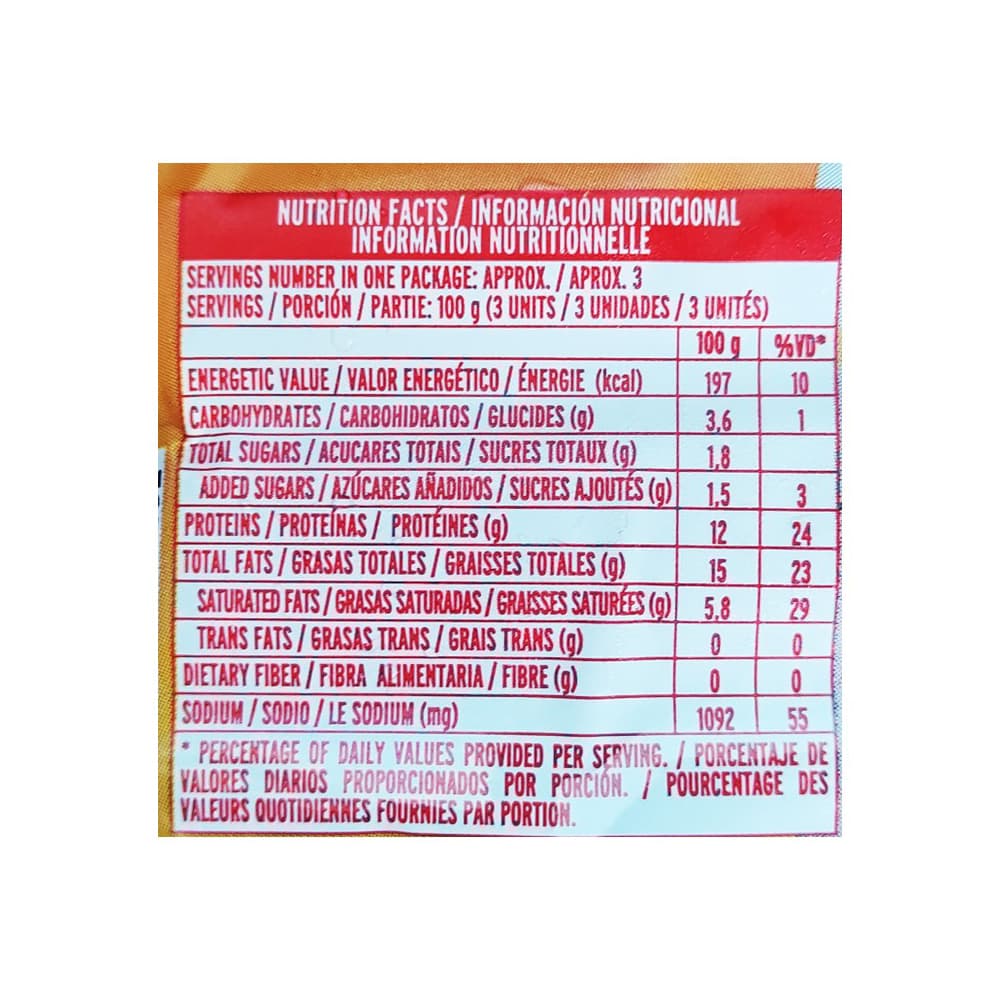 NUTRITION FACTS / INFORMACIÓN NUTRICIONAL
INFORMATION NUTRITIONNELLE
SERVINGS NUMBER IN ONE PACKAGE: APPROX. / APROX. 3
SERVINGS / PORCIÓN / PARTIE: 100 g (3 UNITS / 3 UNIDADES / 3 UNITÉS)
100 g %VD*
ENERGETIC VALUE / VALOR ENERGÉTICO / ÉNERGIE (kcal) 197 10
CARBOHYDRATES / CARBOHIDRATOS / GLUCIDES (g) 3,6 1
TOTAL SUGARS / ACUCARES TOTAIS / SUCRES TOTAUX (g) 1,8
ADDED SUGARS / AZÚCARES AÑADIDOS / SUCRES AJOUTÉS (g) 1,5 3
PROTEINS / PROTEÍNAS / PROTÉINES (g) 12 24
TOTAL FATS / GRASAS TOTALES / GRAISSES TOTALES (g) 15 23
SATURATED FATS / GRASAS SATURADAS / GRAISSES SATURÉES (g) 5,8 29
TRANS FATS / GRASAS TRANS / GRAIS TRANS (g) 0 0
DIETARY FIBER / FIBRA ALIMENTARIA / FIBRE (g) 0 0
SODIUM / SODIO / LE SODIUM (mg) 1092 55
* PERCENTAGE OF DAILY VALUES PROVIDED PER SERVING. / PORCENTAJE DE
VALORES DIARIOS PROPORCIONADOS POR PORCIÓN. / POURCENTAGE DES
VALEURS QUOTIDIENNES FOURNIES PAR PORTION.